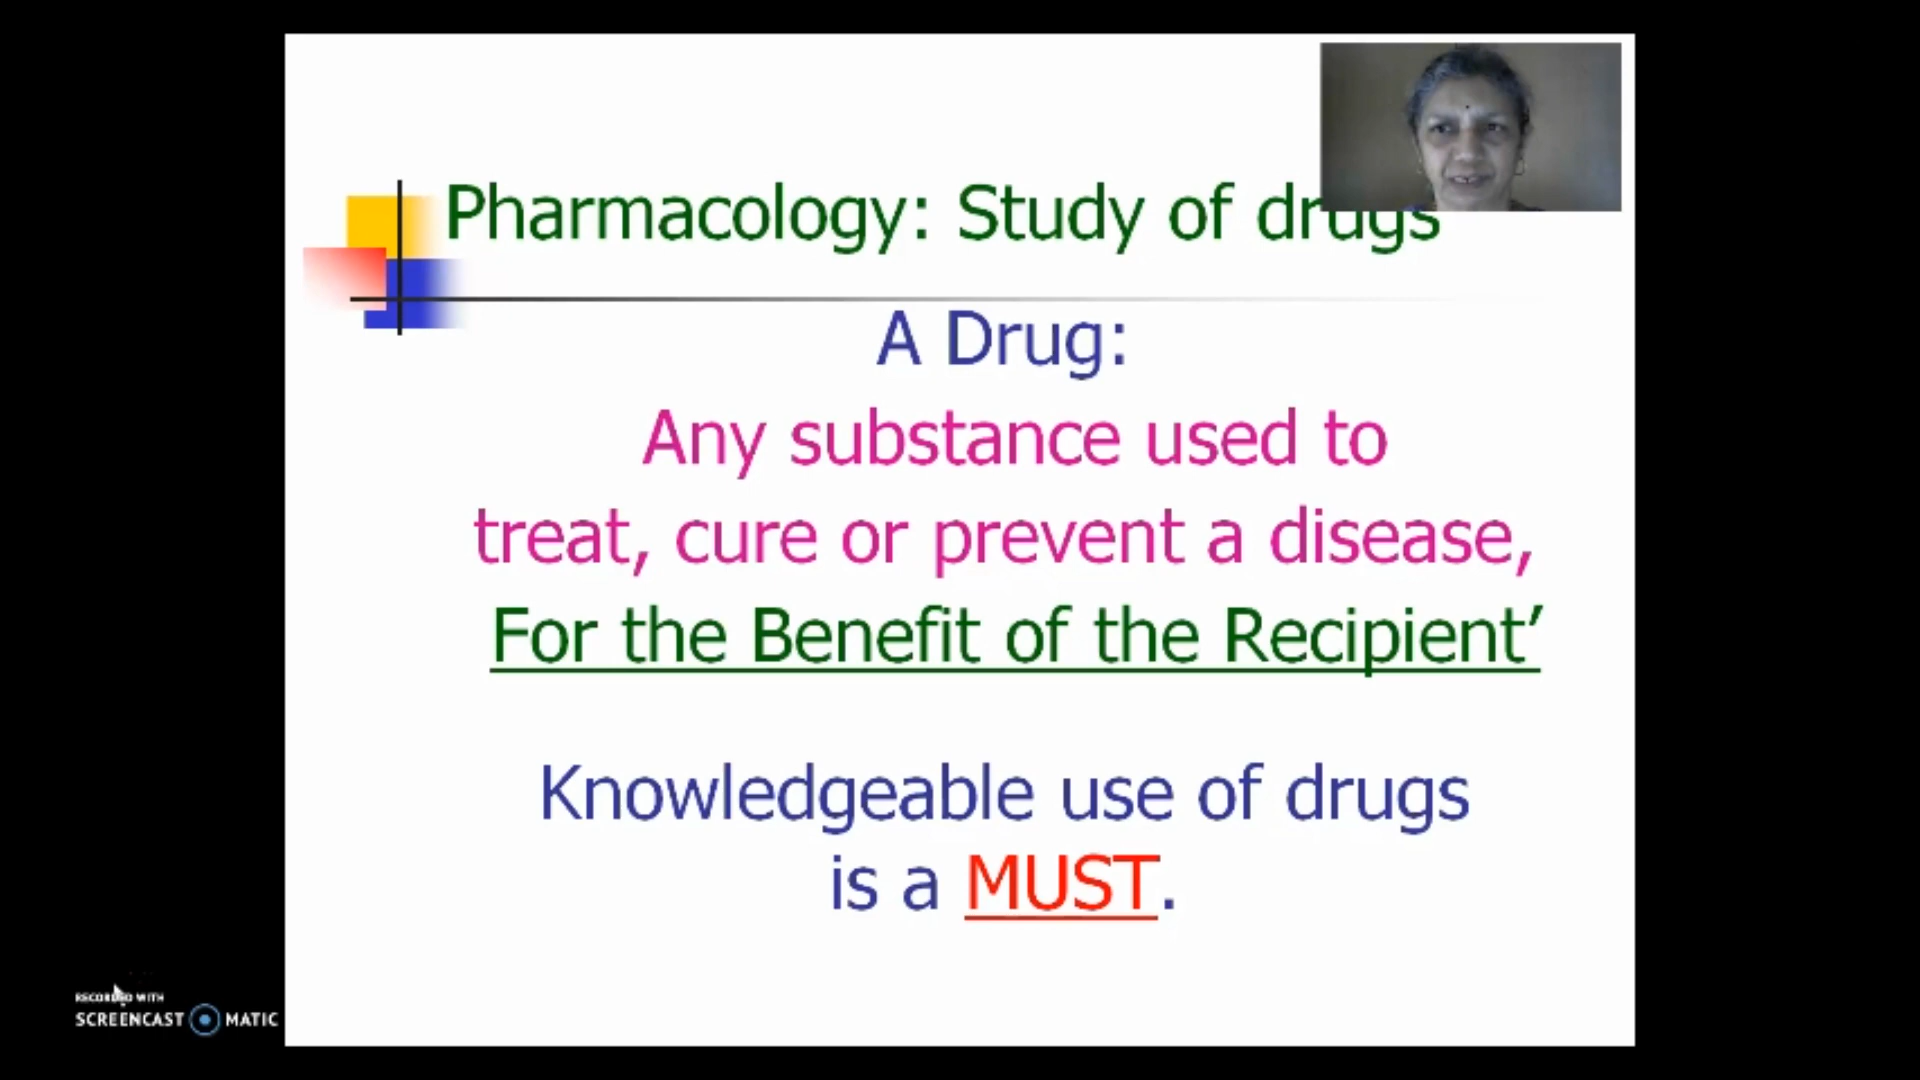 Pharmacology: Study of drugs
A Drug:
Any substance used to
treat, cure or prevent a disease,
For the Benefit of the Recipient’
Knowledgeable use of drugs
is a MUST.
RECORDED WITH
SCREENCAST MATIC